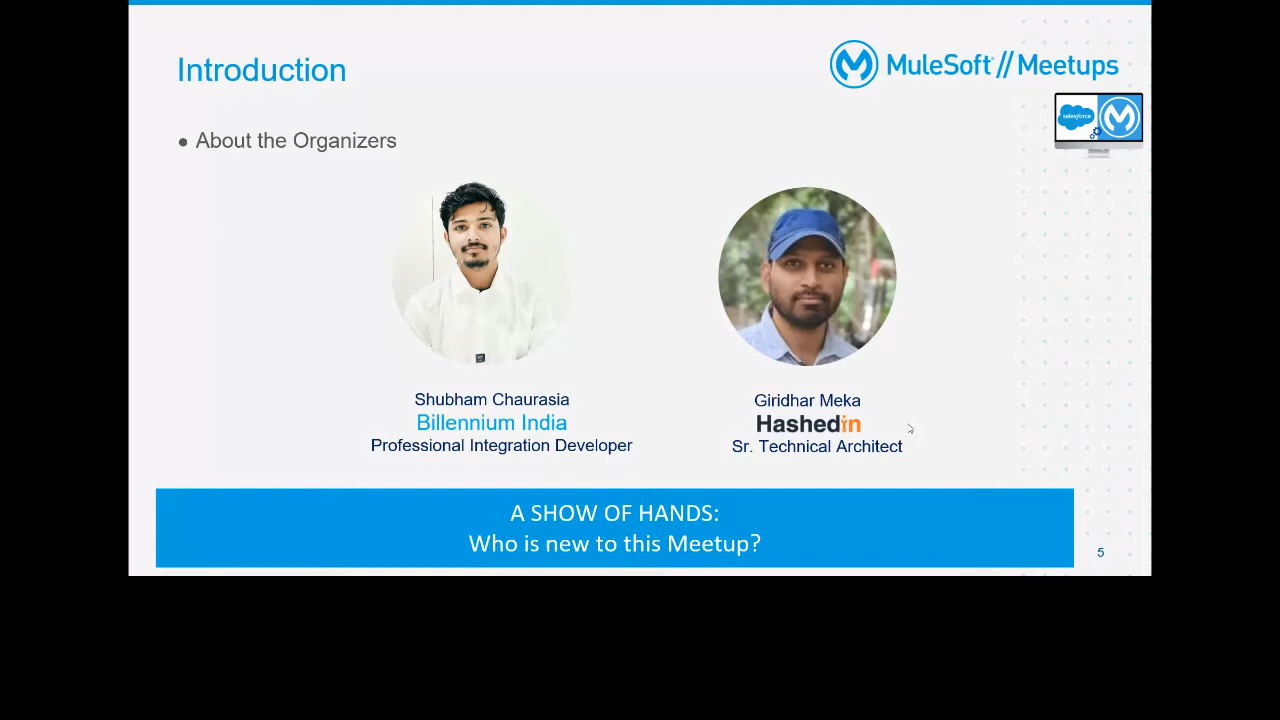 Introduction
MuleSoft // Meetups
salesforce
● About the Organizers
Shubham Chaurasia
Billennium India
Professional Integration Developer
Giridhar Meka
Hashedin
Sr. Technical Architect
A SHOW OF HANDS:
Who is new to this Meetup?
5